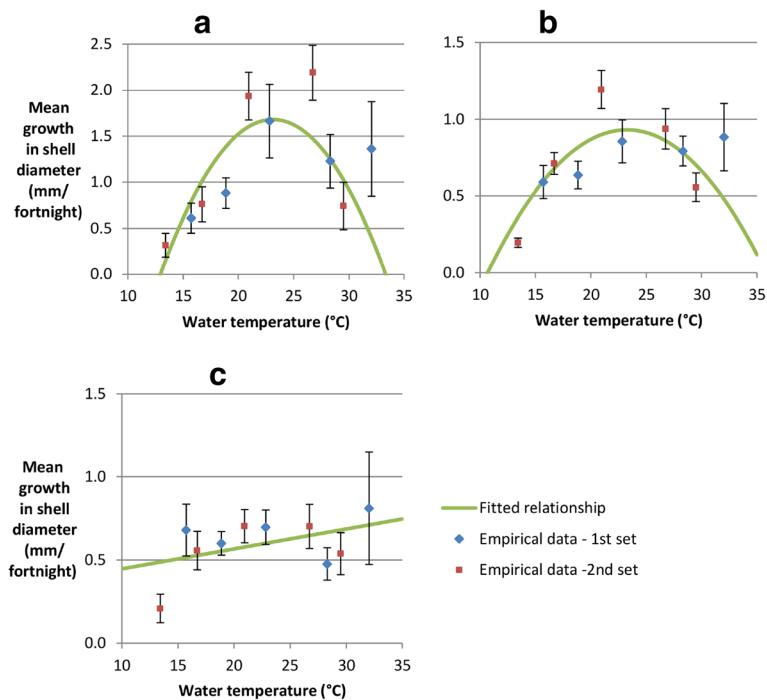 a
2.5
2.0
1.5
1.0
0.5
0.0
Mean
growth
in shell
diameter
(mm/
fortnight)
10 15 20 25 30 35
Water temperature (°C)
b
1.5
1.0
0.5
0.0
10 15 20 25 30 35
Water temperature (°C)
c
1.5
1.0
0.5
0.0
Mean
growth
in shell
diameter
(mm/
fortnight)
10 15 20 25 30 35
Water temperature (°C)
Fitted relationship
Empirical data - 1st set
Empirical data -2nd set